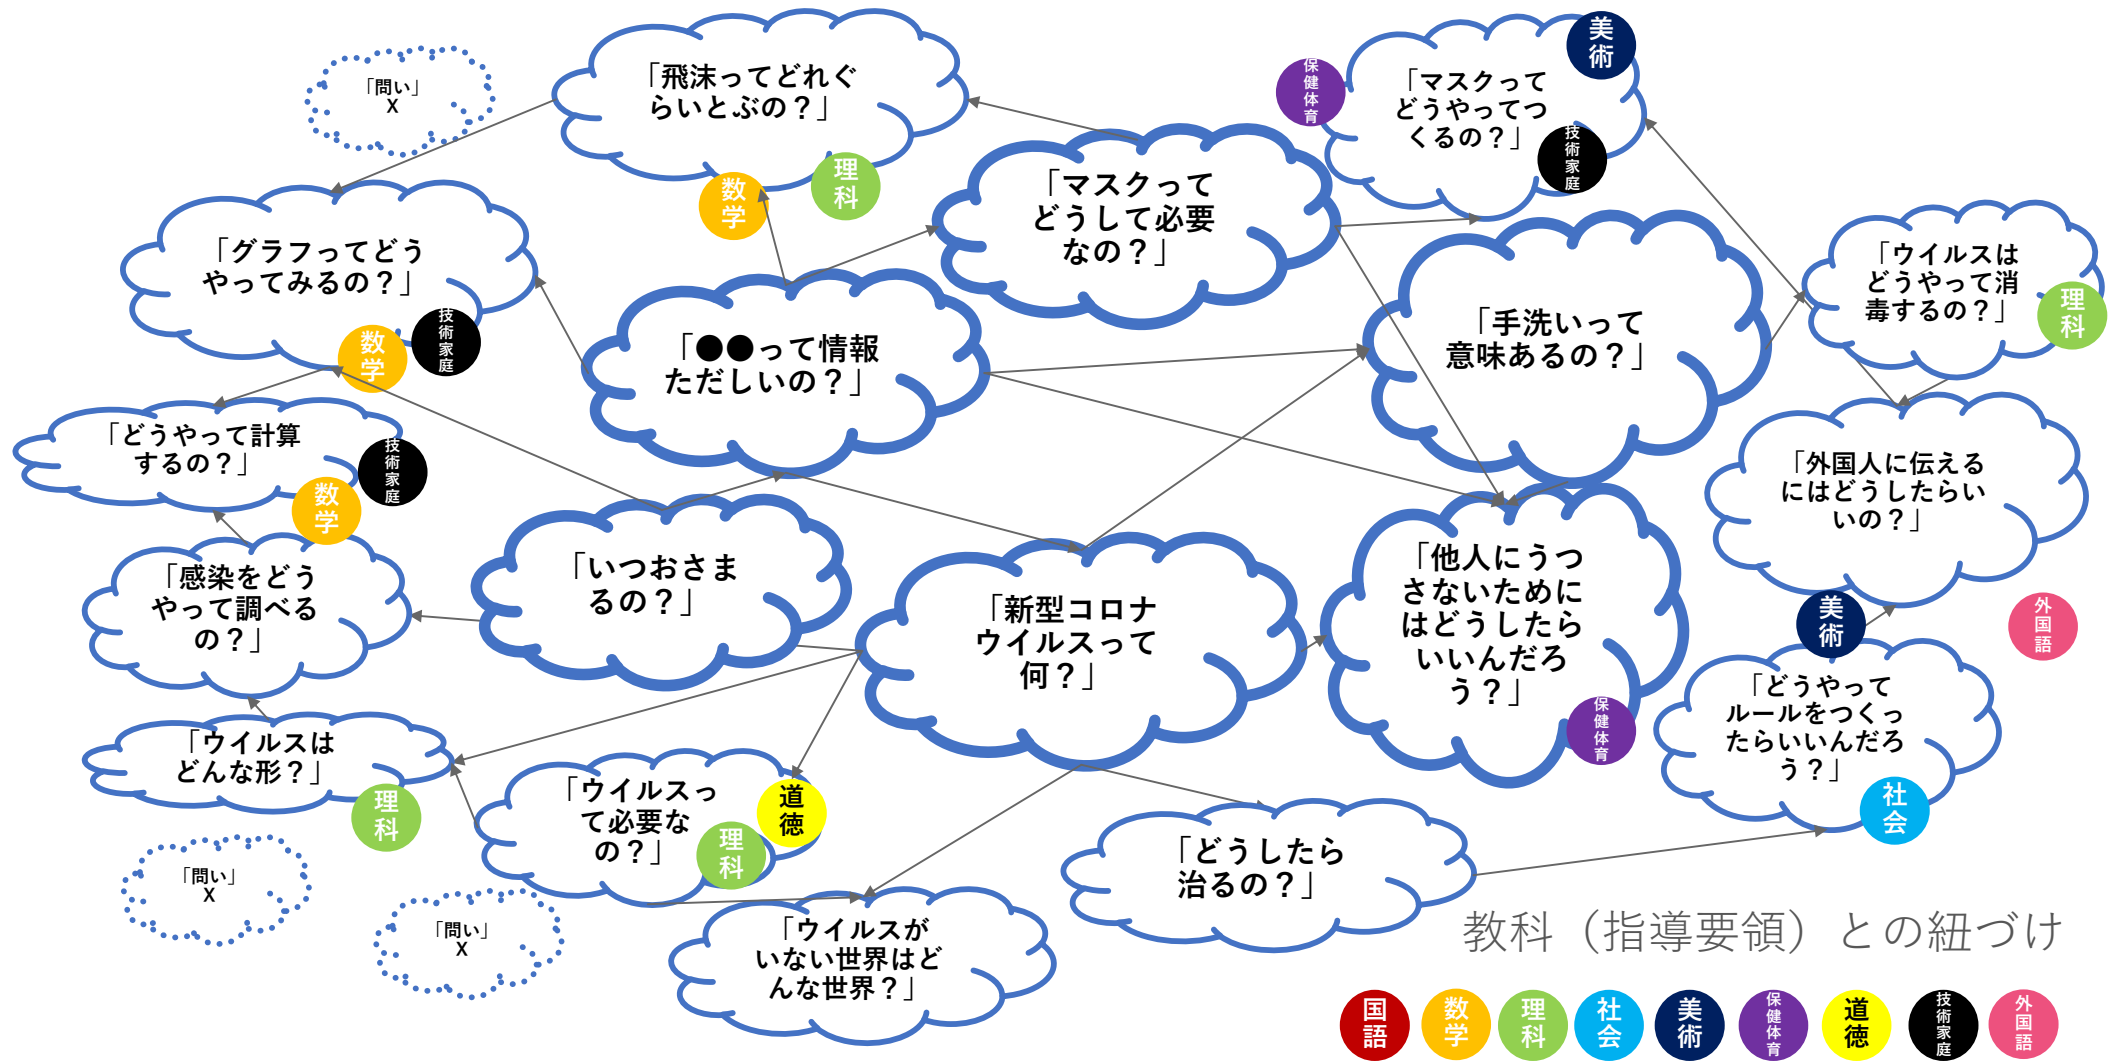 「問い」
X
「飛沫ってどれぐ
らいとぶの？」
数学
理科
保健体育
「マスクって
どうやってつ
くるの？」
美術
技術家庭
「マスクって
どうして必要
なの？」
「グラフってどう
やってみるの？」
数学
技術家庭
「●●って情報
ただしいの？」
「手洗いって
意味あるの？」
「ウイルスは
どうやって消
毒するの？」
理科
「どうやって計算
するの？」
技術家庭
数学
「外国人に伝える
にはどうしたらい
いの？」
外国語
「感染をどう
やって調べる
の？」
「いつおさま
るの？」
「新型コロナ
ウイルスって
何？」
「他人にうつ
さないために
はどうしたら
いいんだろ
う？」
保健体育
美術
「どうやって
ルールをつくっ
たらいいんだろ
う？」
社会
「ウイルスは
どんな形？」
理科
「ウイルスっ
て必要な
の？」
道徳
理科
「どうしたら
治るの？」
「問い」
X
「問い」
X
「ウイルスが
いない世界はど
んな世界？」
教科（指導要領）との紐づけ
国語
数学
理科
社会
美術
保健体育
道徳
技術家庭
外国語